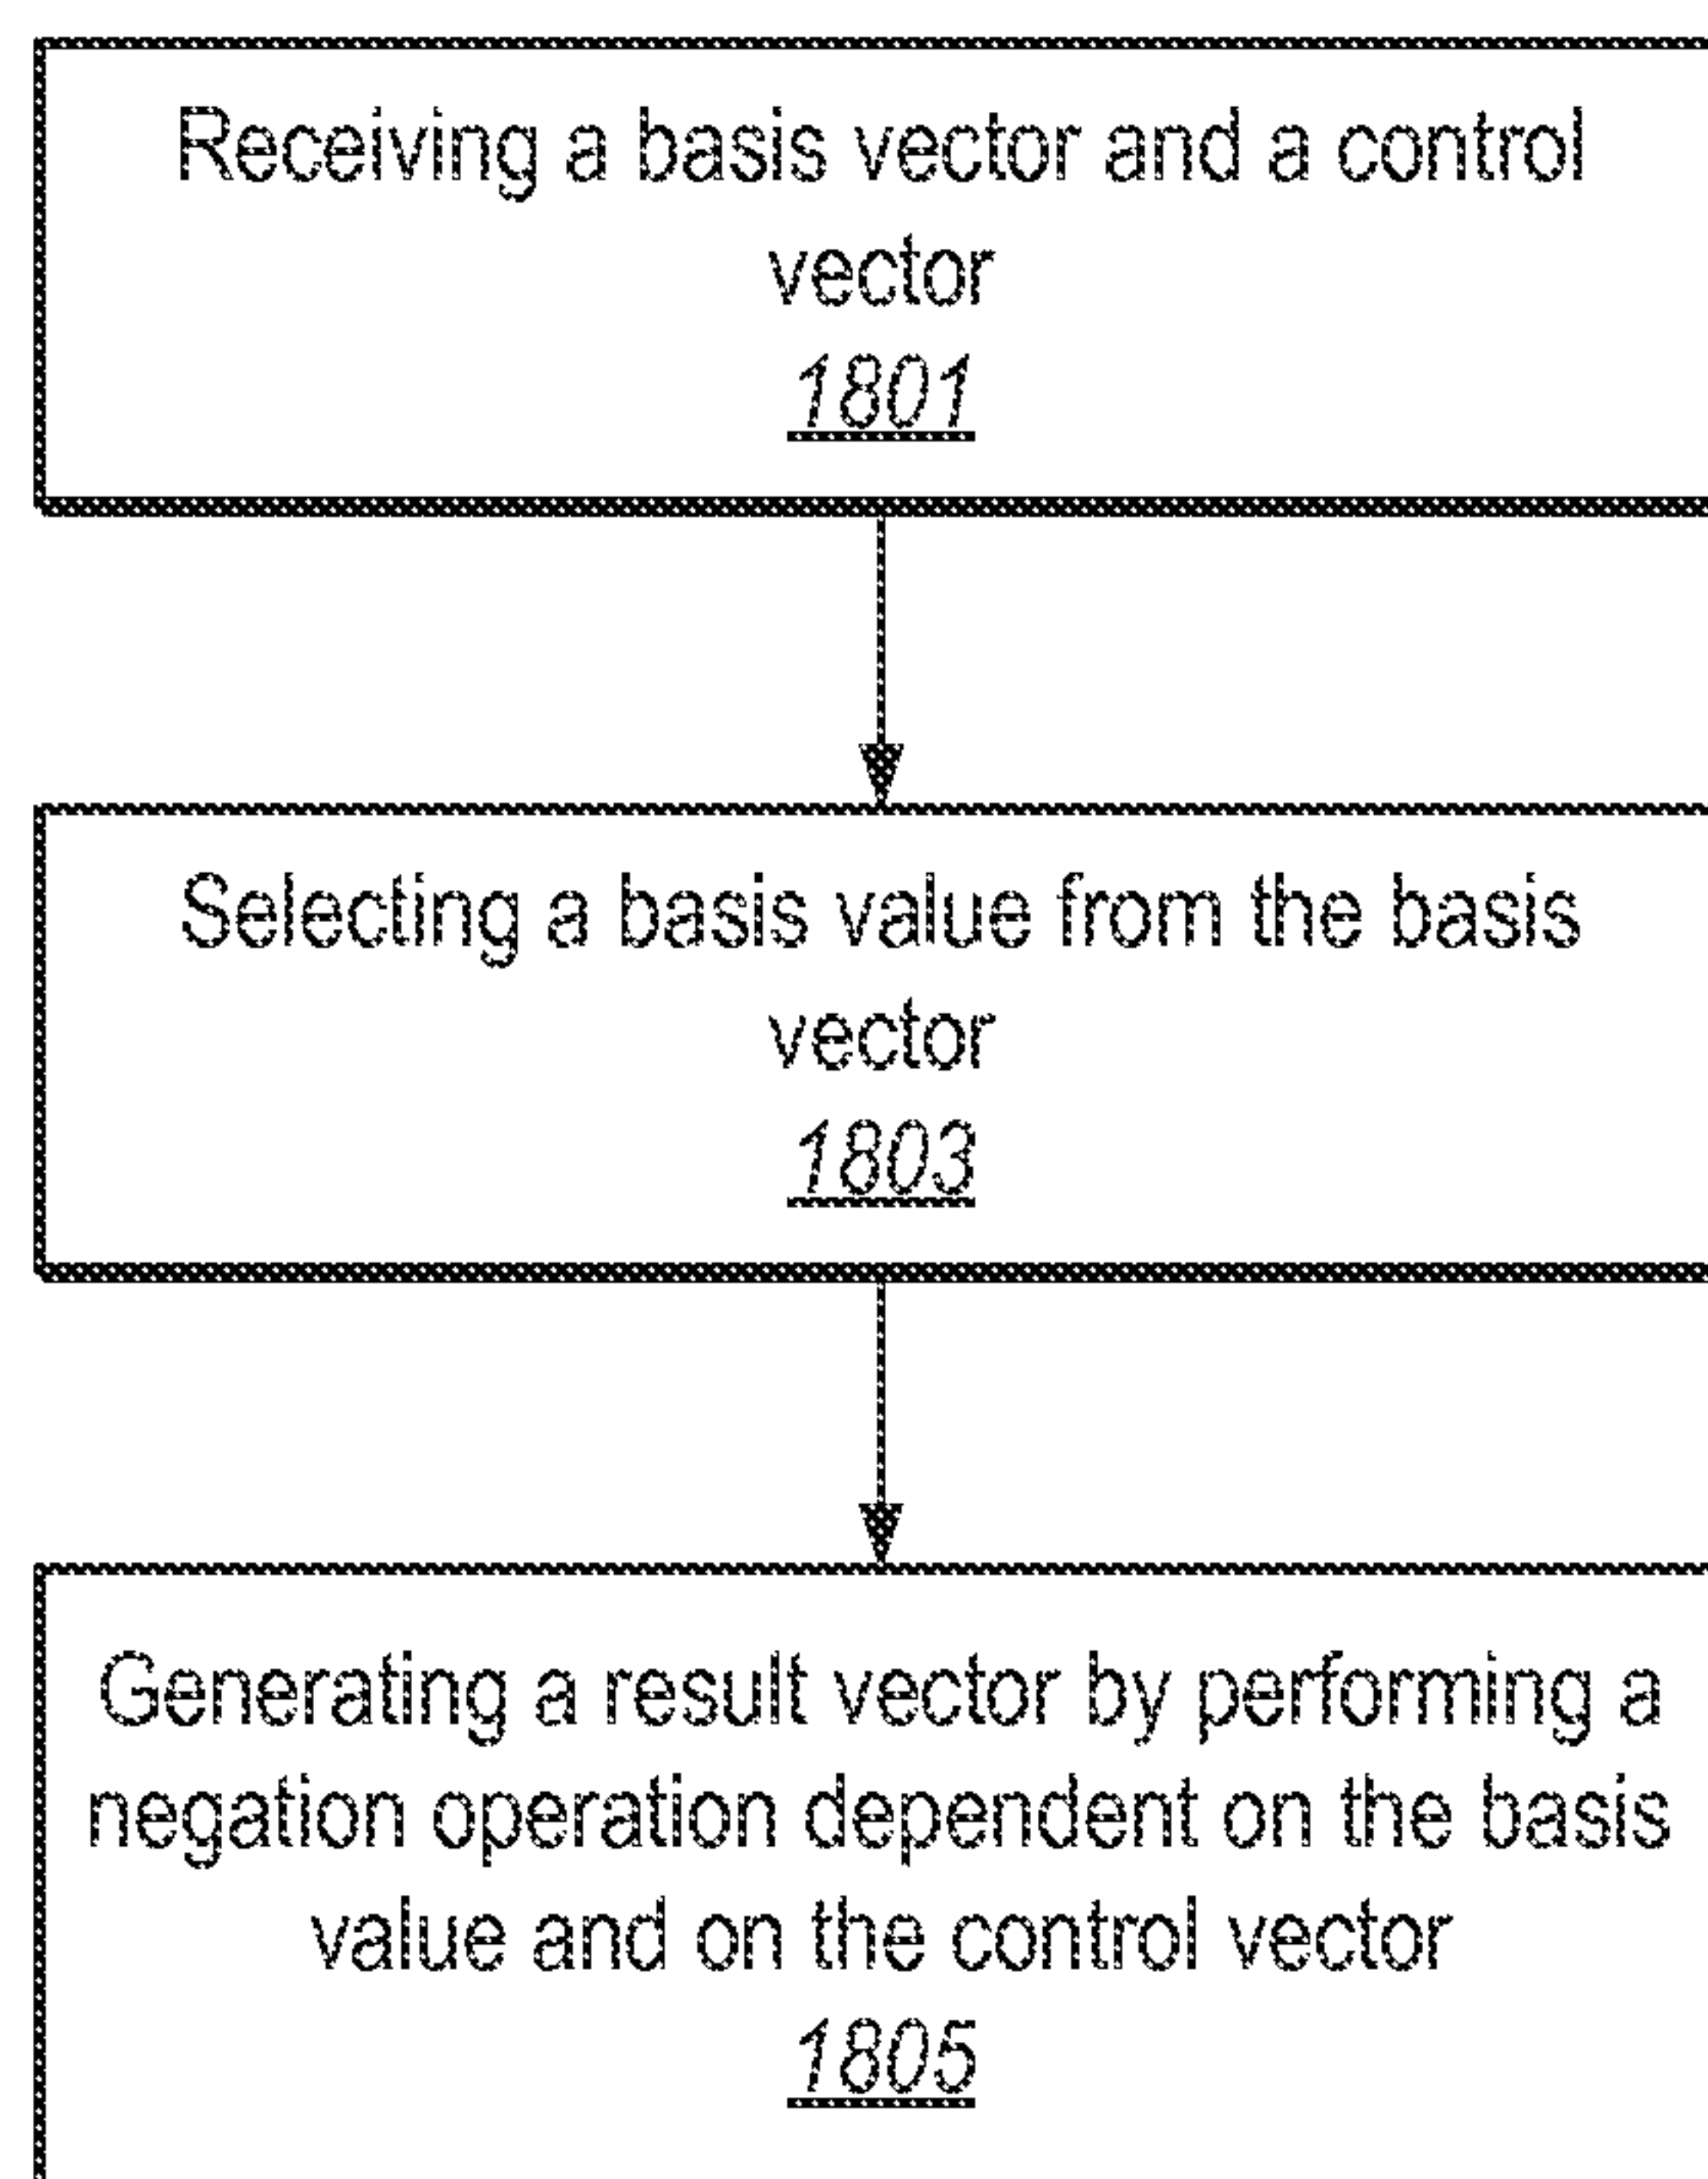 Receiving a basis vector and a control
vector
1801
Selecting a basis value from the basis
vector
1803
Generating a result vector by performing a
negation operation dependent on the basis
value and on the control vector
1805